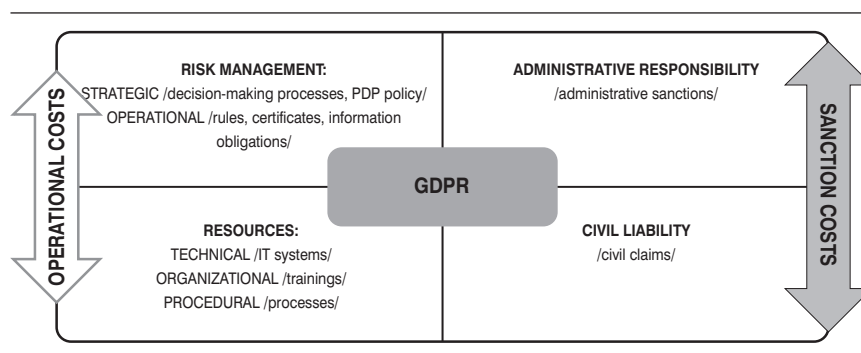 OPERATIONAL COSTS
RISK MANAGEMENT:
STRATEGIC /decision-making processes, PDP policy/
OPERATIONAL /rules, certificates, information
obligations/
ADMINISTRATIVE RESPONSIBILITY
/administrative sanctions/
GDPR
RESOURCES:
TECHNICAL /IT systems/
ORGANIZATIONAL /trainings/
PROCEDURAL /processes/
CIVIL LIABILITY
/civil claims/
SANCTION COSTS